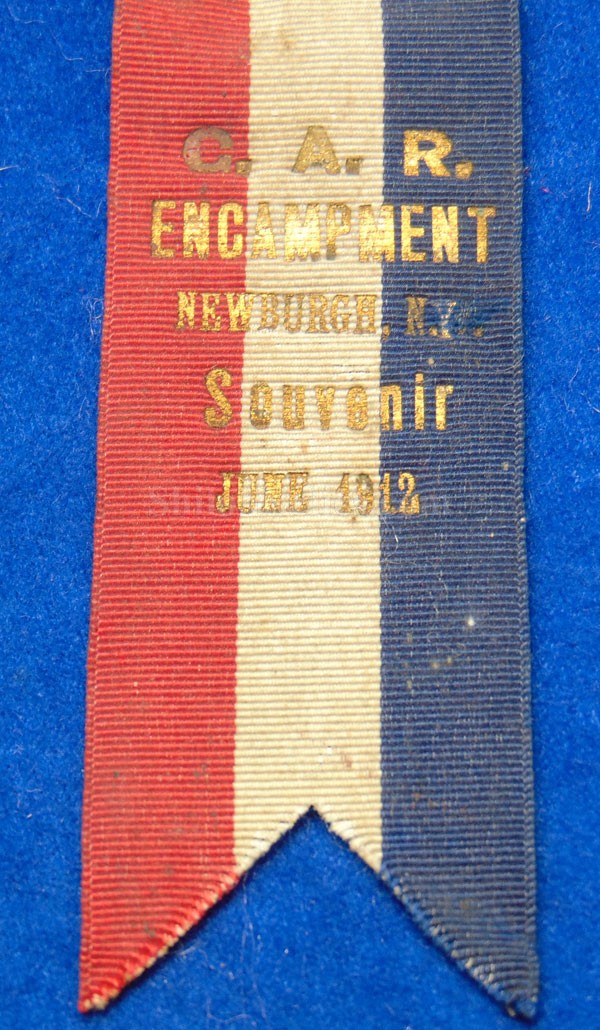 G. A. R.
ENCAMPMENT
NEWBURGH, N.Y.
Souvenir
JUNE 1912